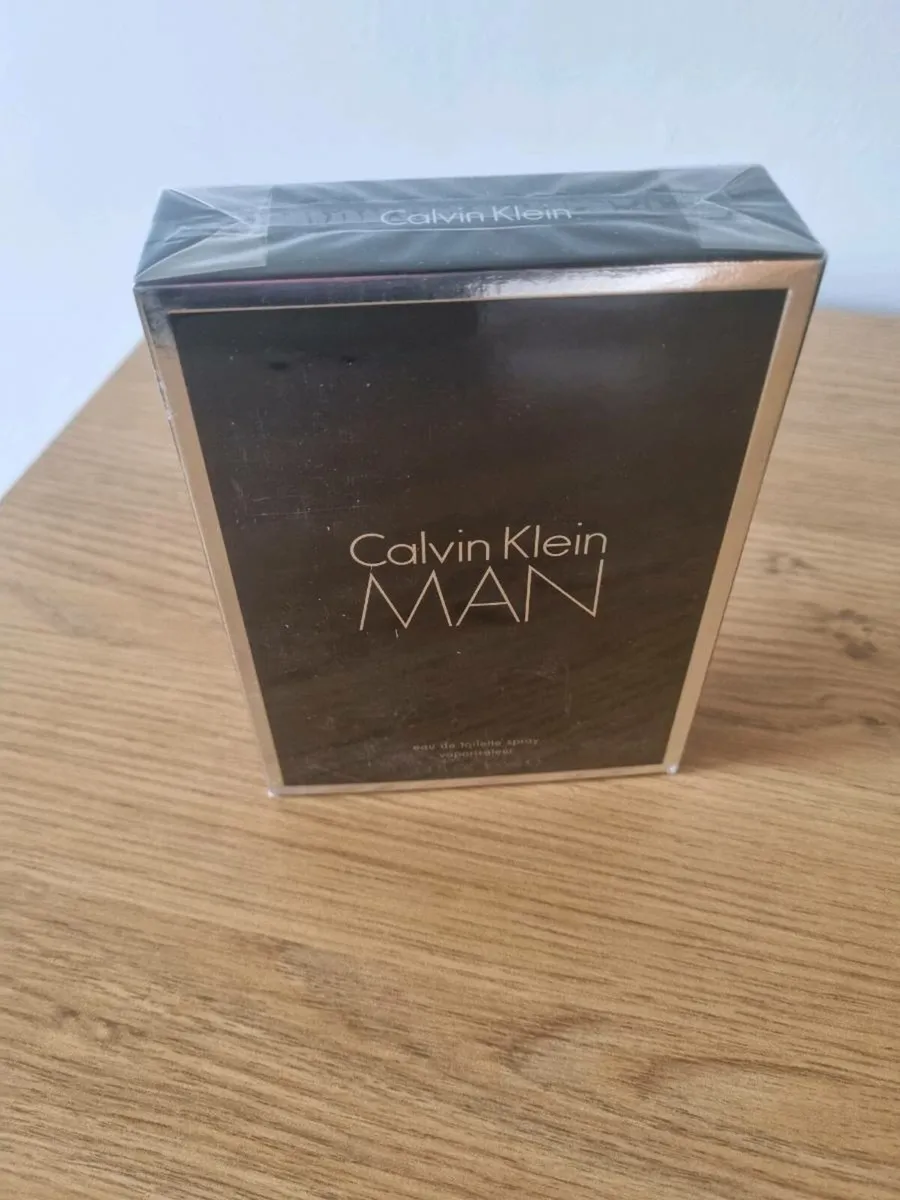 Calvin Klein
Calvin Klein
MAN
eau de toilette spray
vaporisateur